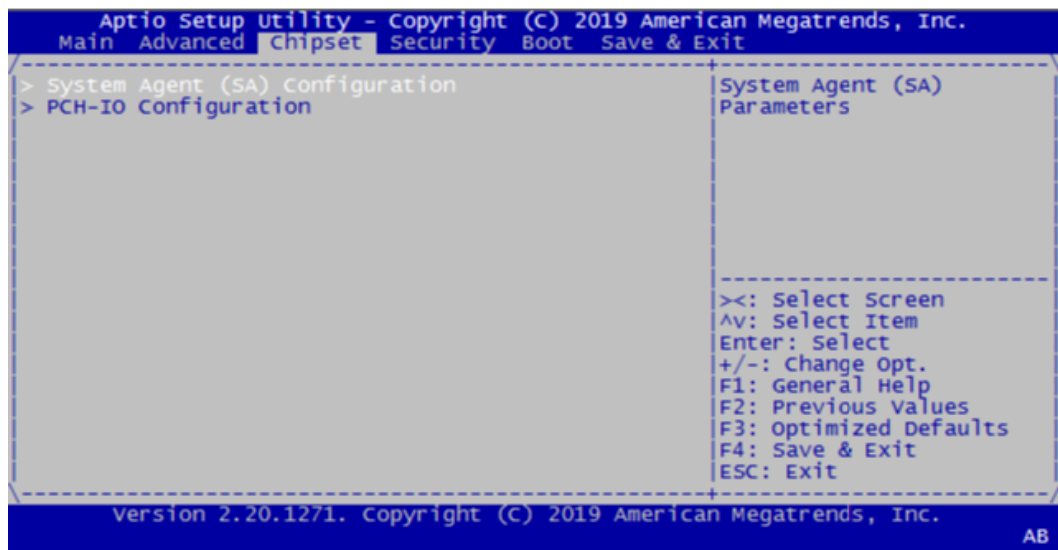 Aptio Setup Utility - Copyright (C) 2019 American Megatrends, Inc.
Main Advanced Chipset Security Boot Save & Exit
> System Agent (SA) Configuration
> PCH-IO Configuration
System Agent (SA)
Parameters
><: Select Screen
^v: Select Item
Enter: Select
+/-: Change Opt.
F1: General Help
F2: Previous Values
F3: Optimized Defaults
F4: Save & Exit
ESC: Exit
Version 2.20.1271. Copyright (C) 2019 American Megatrends, Inc.
AB